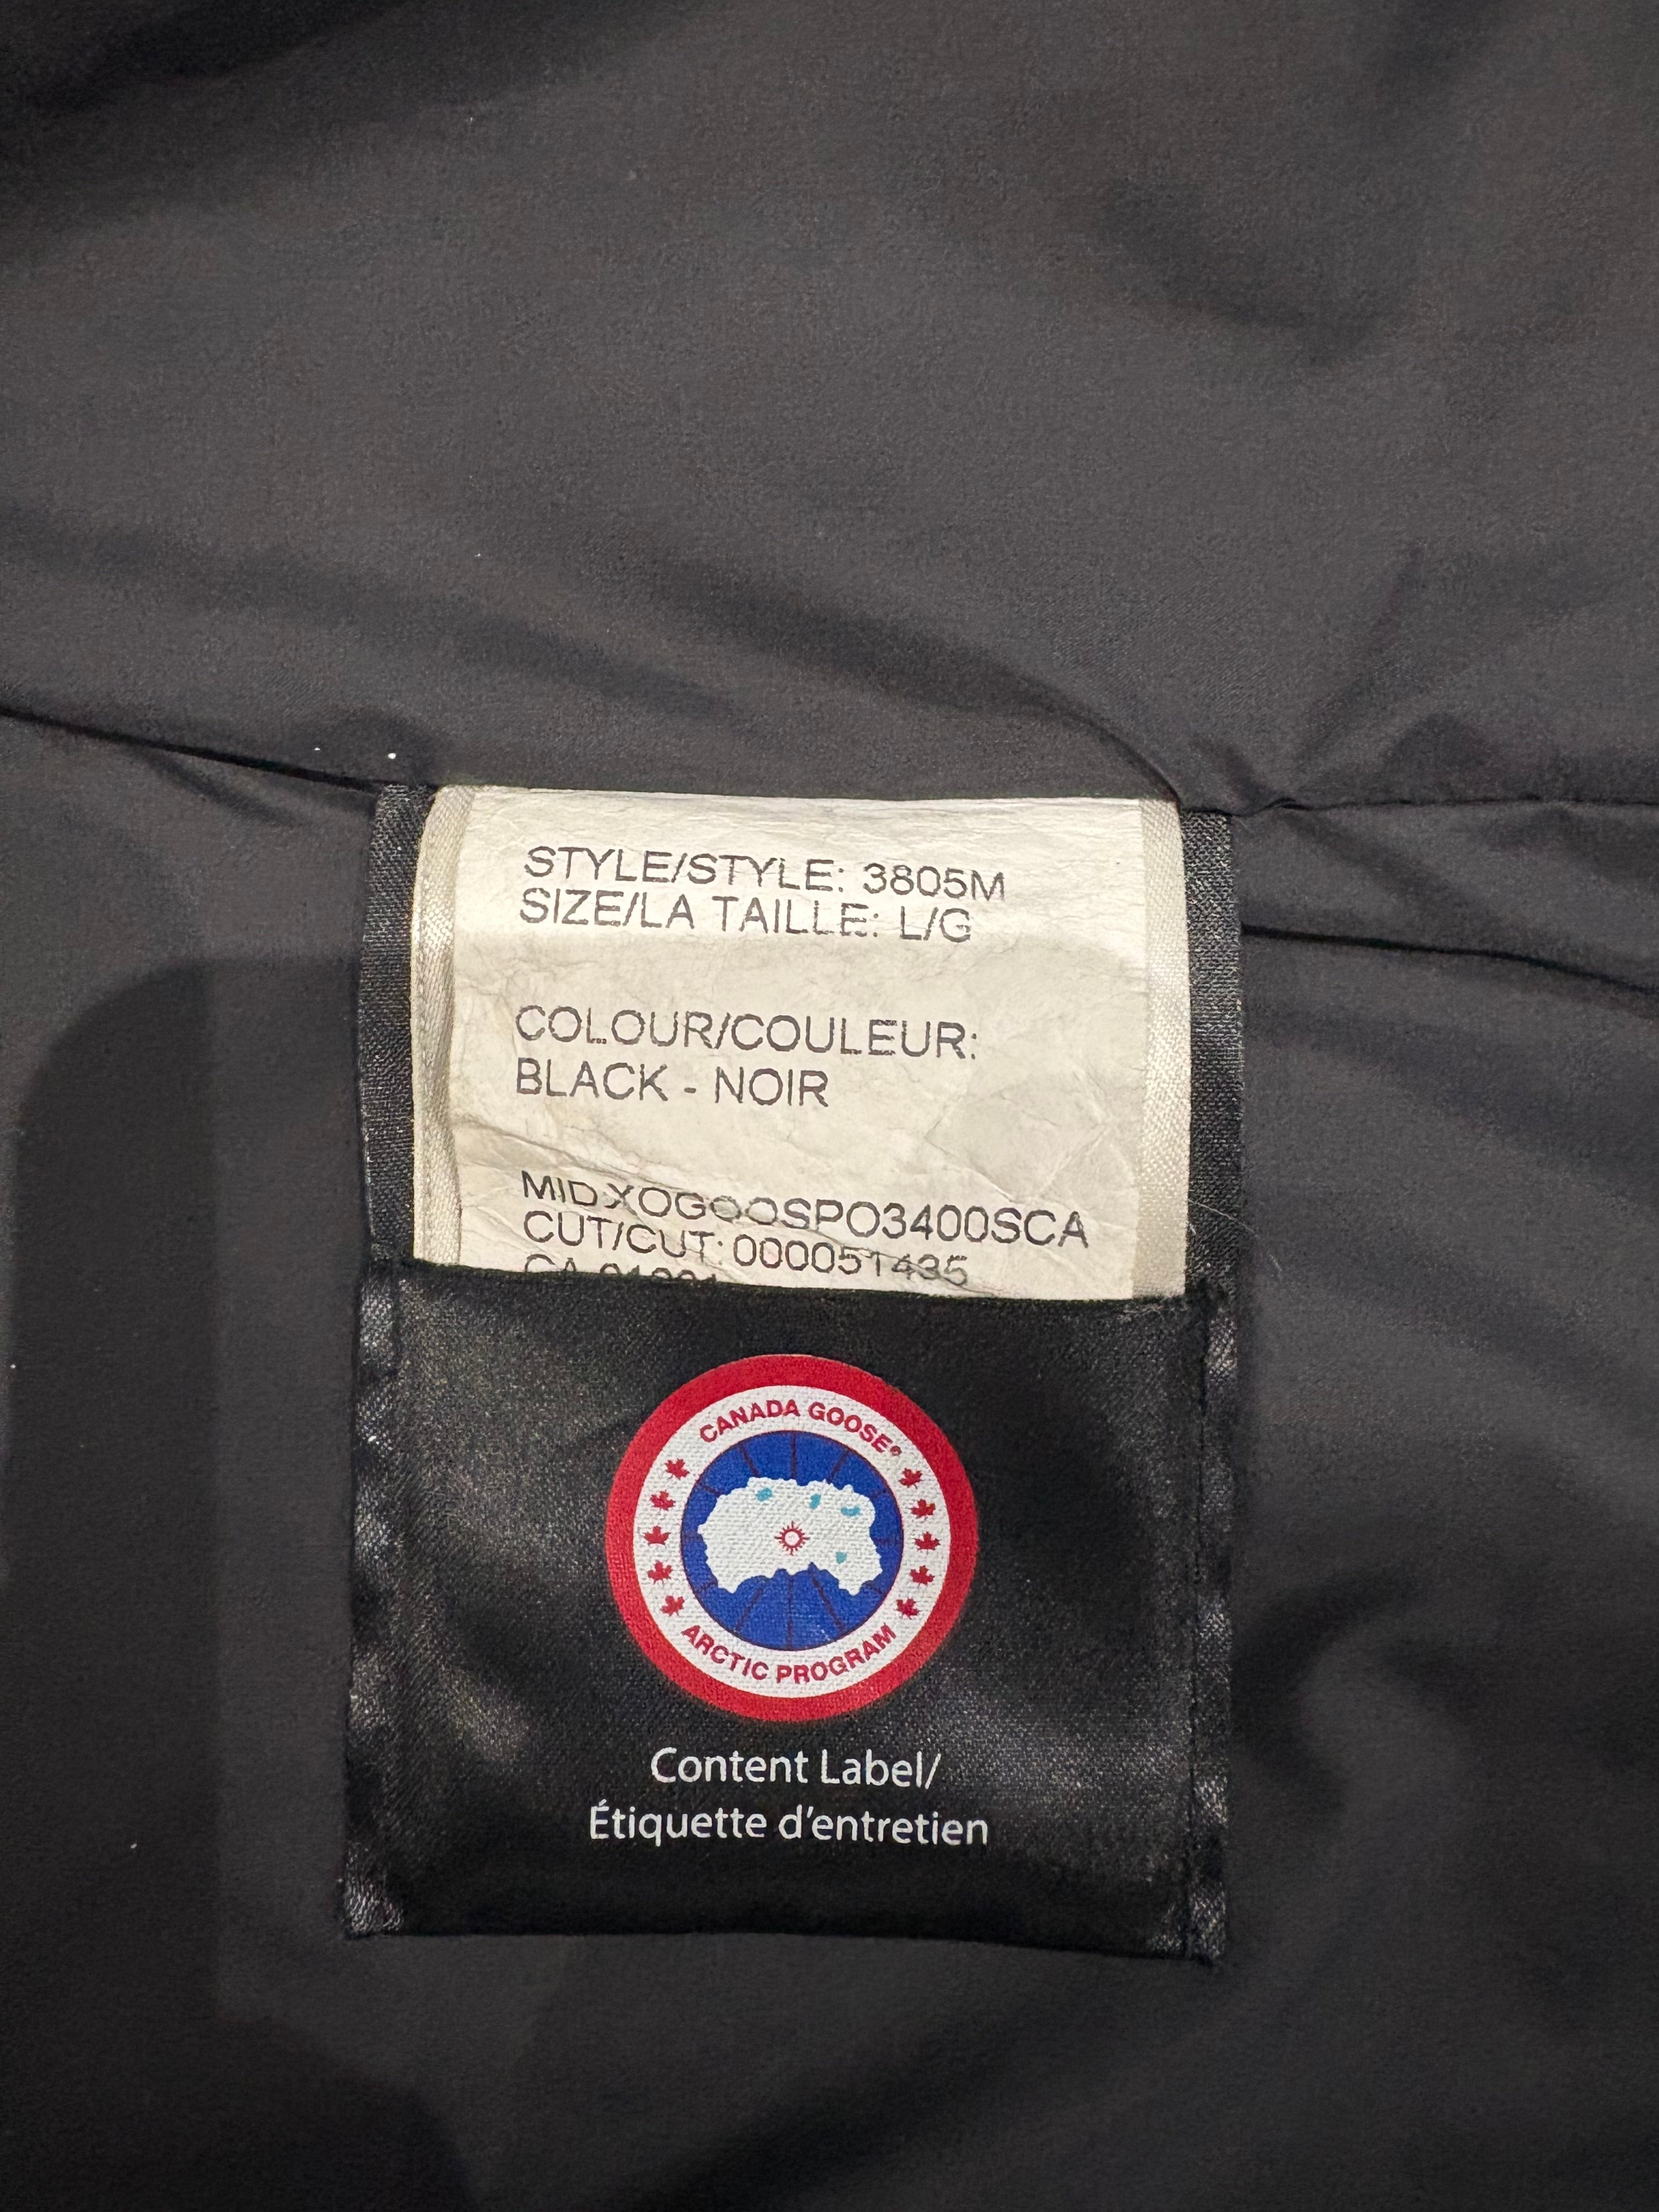 STYLE/STYLE: 3805M
SIZE/LA TAILLE: L/G
COLOUR/COULEUR:
BLACK - NOIR
MID XOGOOSPO3400SCA
CUT/CUT: 000051435
CANADA GOOSE®
ARCTIC PROGRAM
Content Label/
Étiquette d'entretien